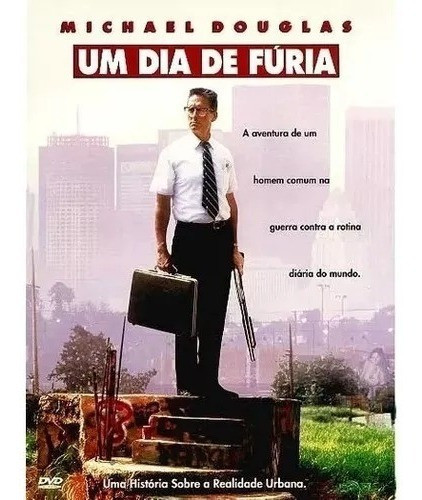 MICHAEL DOUGLAS
UM DIA DE FÚRIA
A aventura de um
homem comum na
guerra contra a rotina
diária do mundo.
DVD
Uma História Sobre a Realidade Urbana.